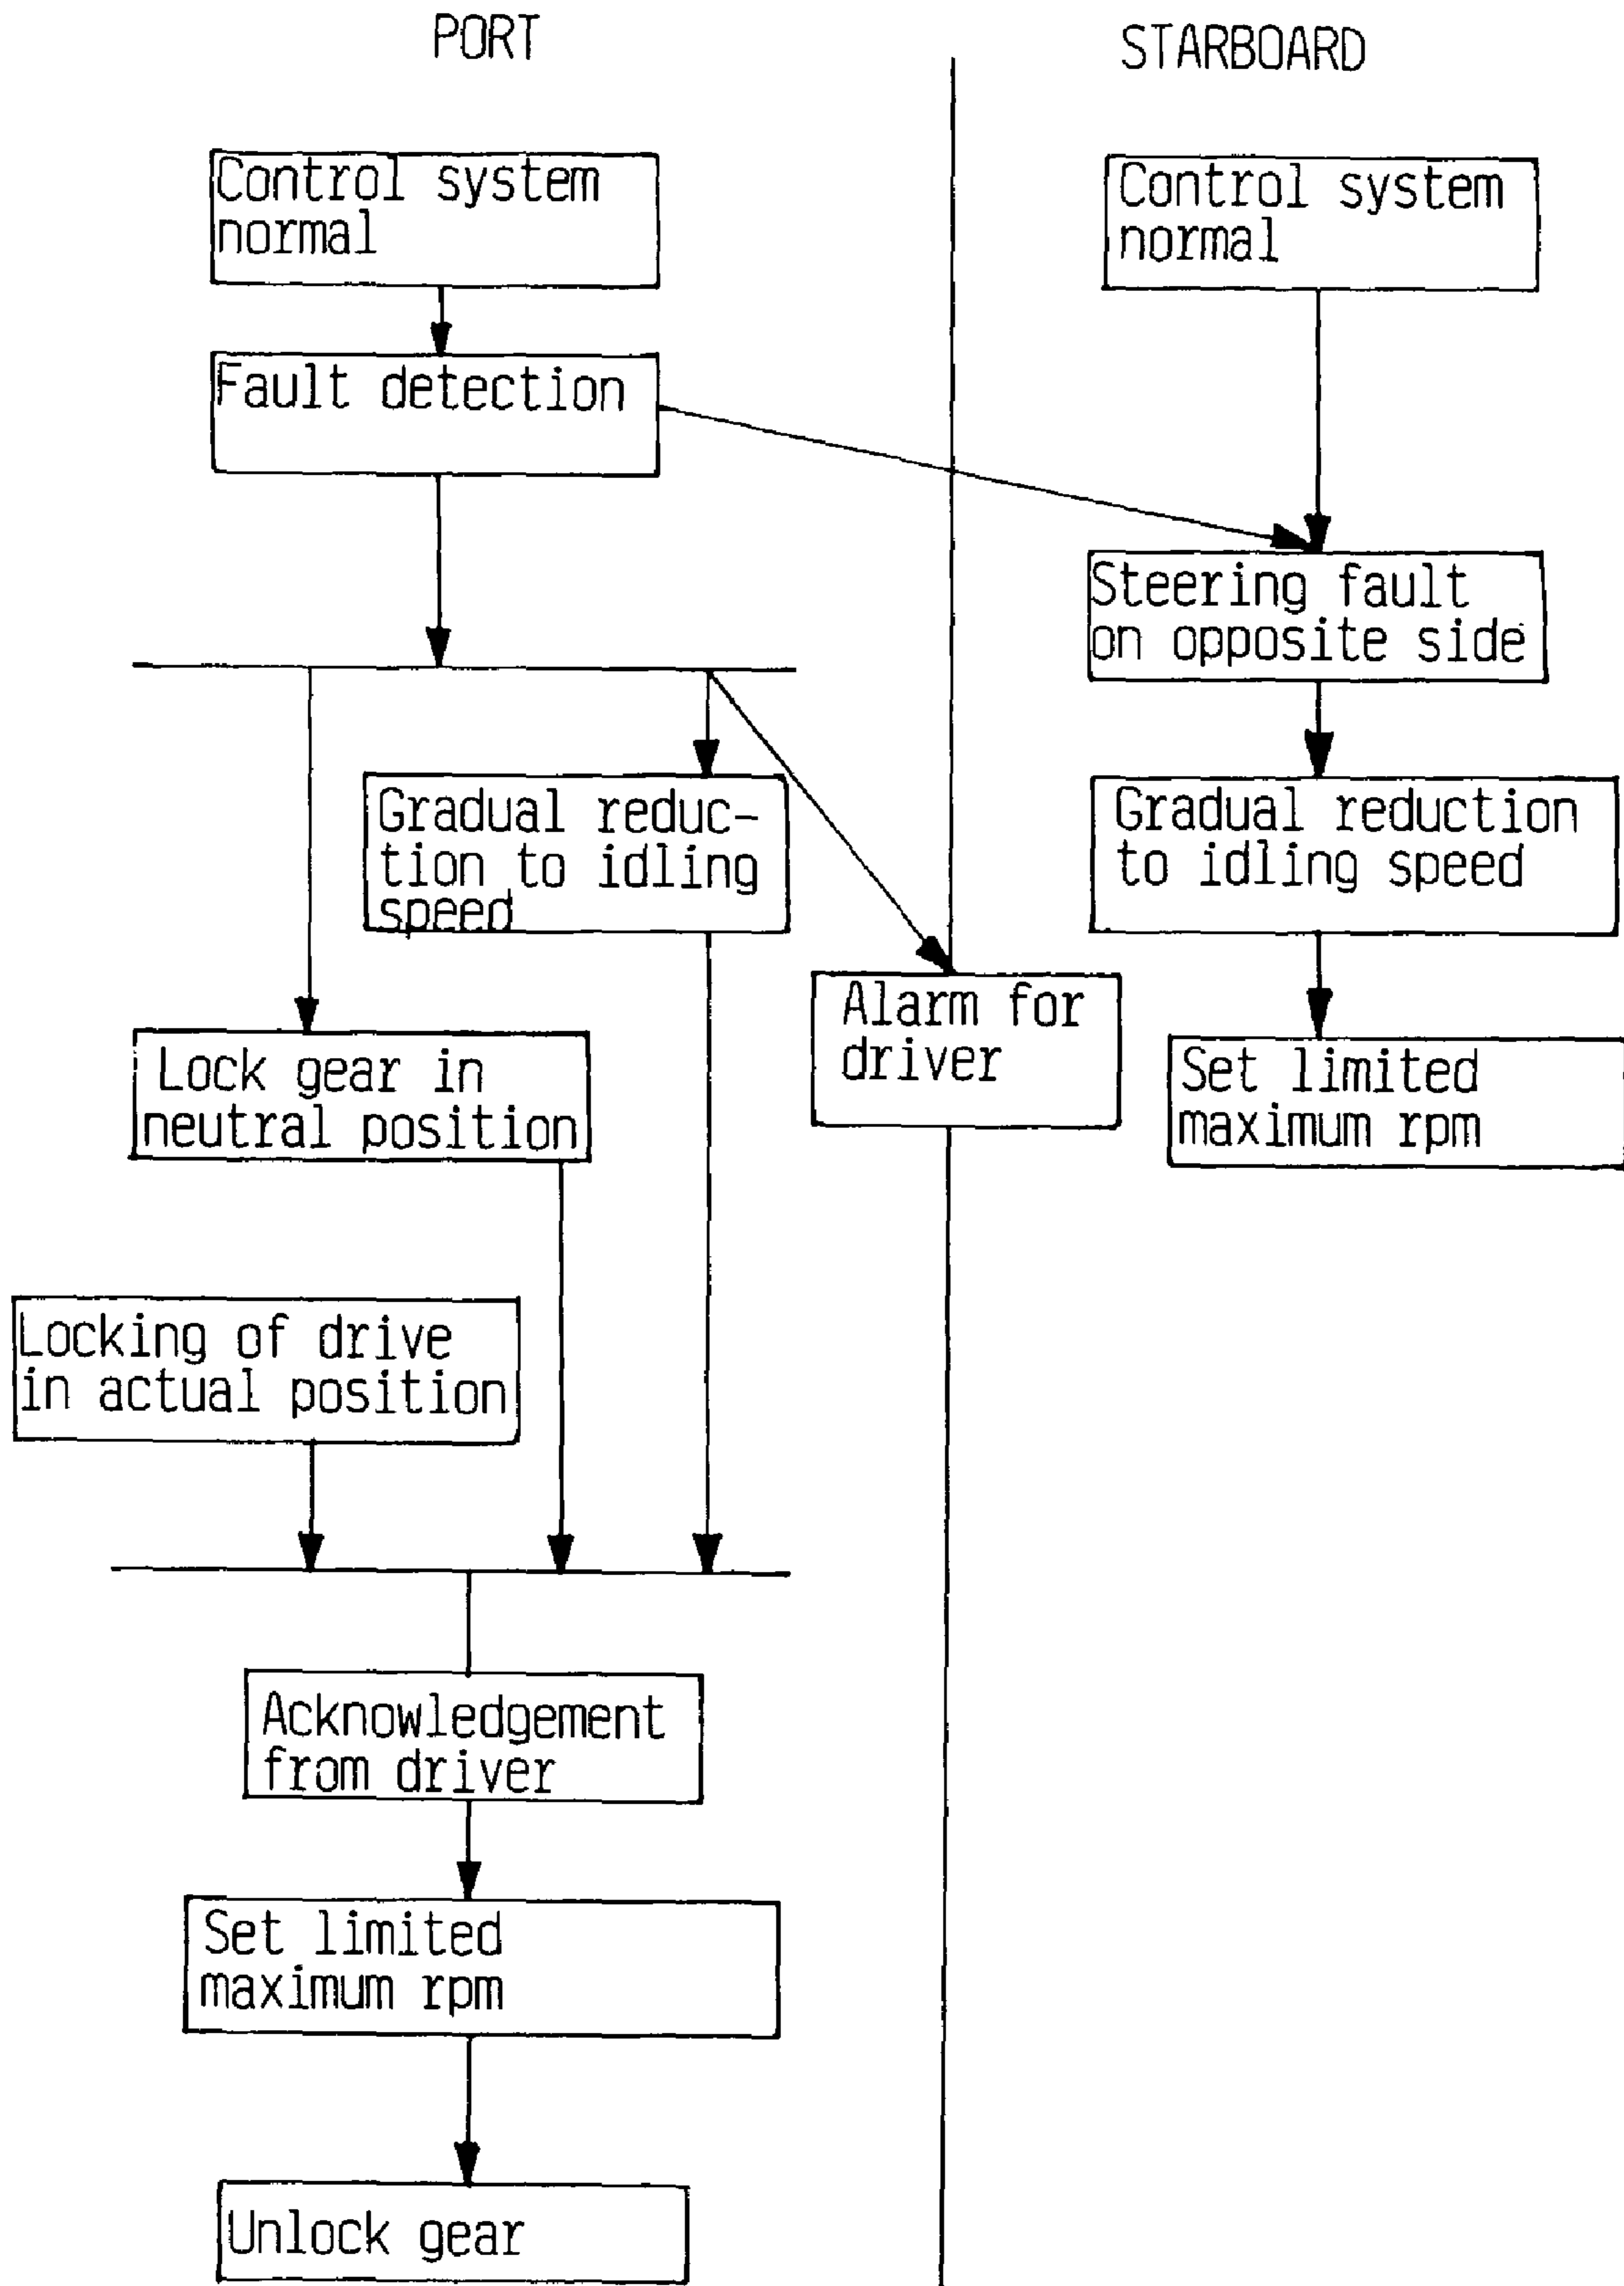 PORT
STARBOARD
Control system
normal
Control system
normal
Fault detection
Steering fault
on opposite side
Gradual reduc-
tion to idling
speed
Gradual reduction
to idling speed
Alarm for
driver
Lock gear in
neutral position
Set limited
maximum rpm
Locking of drive
in actual position
Acknowledgement
from driver
Set limited
maximum rpm
Unlock gear